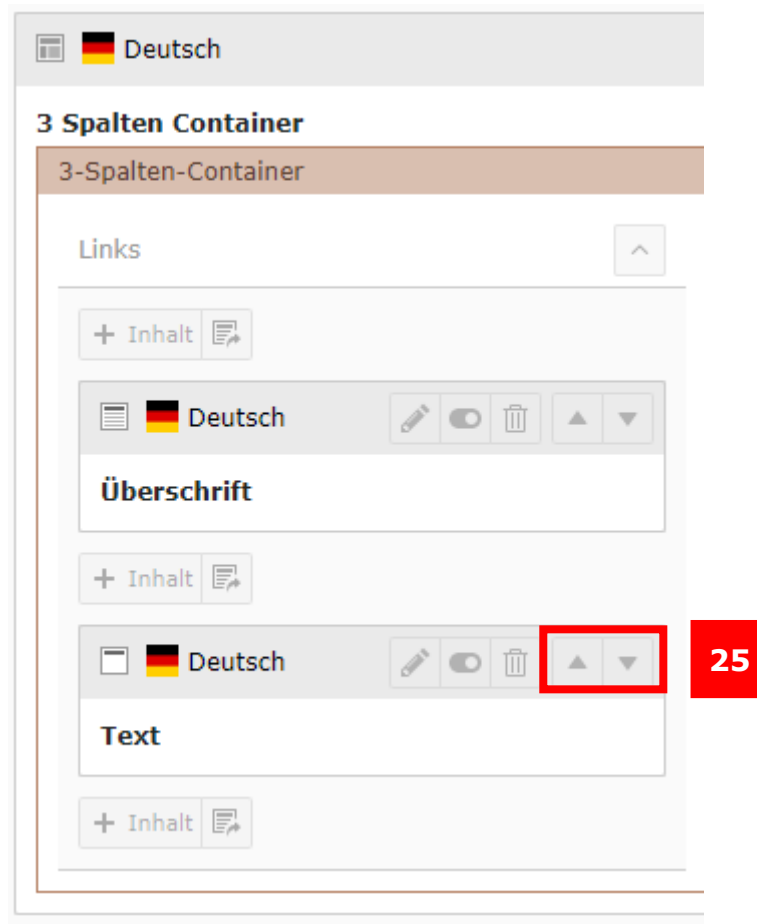 Deutsch
3 Spalten Container
3-Spalten-Container
Links
+ Inhalt
Deutsch
Überschrift
+ Inhalt
Deutsch
25
Text
+ Inhalt